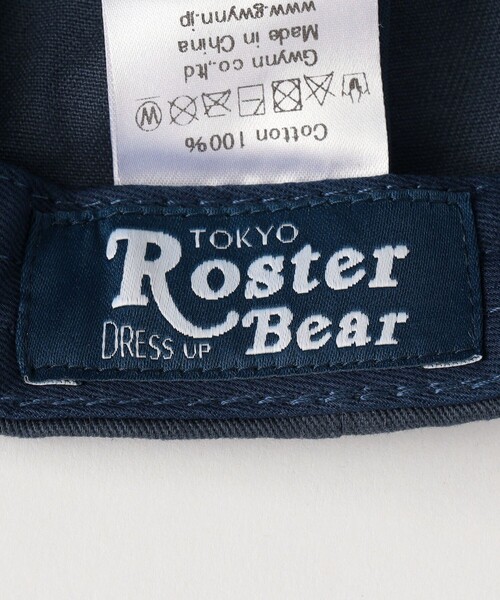 Cotton 100%
W
Gwynn co.,ltd
Made in China
www.gwynn.jp
TOKYO
Roster
DRESS UP Bear